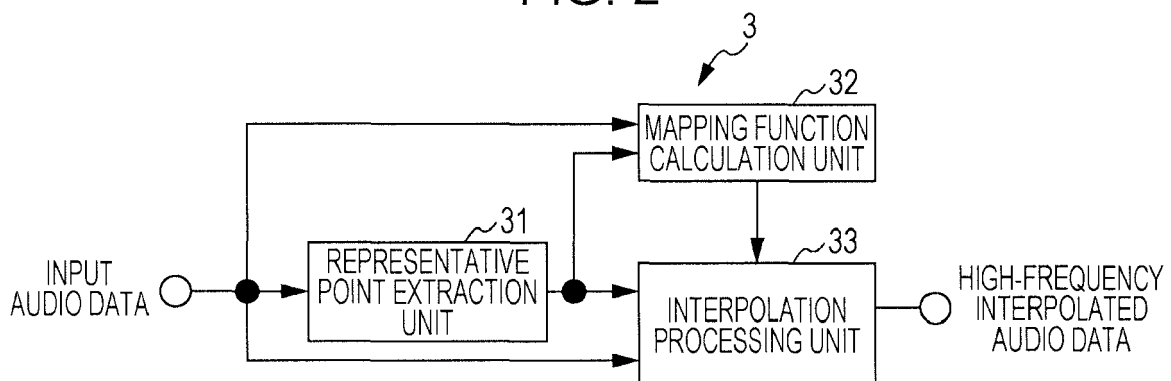 FIG. 2
3
32
MAPPING FUNCTION
CALCULATION UNIT
31
REPRESENTATIVE
POINT EXTRACTION
UNIT
33
INPUT
AUDIO DATA
INTERPOLATION
PROCESSING UNIT
HIGH-FREQUENCY
INTERPOLATED
AUDIO DATA